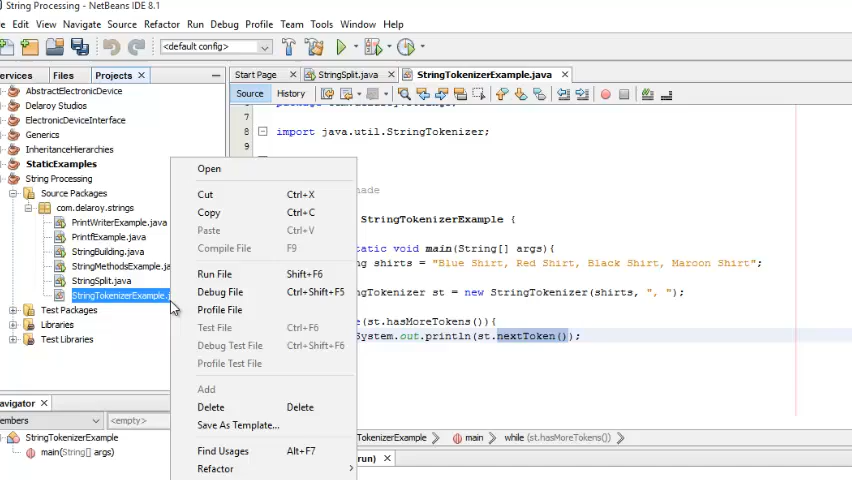 String Processing - NetBeans IDE 8.1
Edit View Navigate Source Refactor Run Debug Profile Team Tools Window Help
<default config>
Files Projects
Start Page StringSplit.java StringTokenizerExample.java
Source History
AbstractElectronicDevice
Delaroy Studios
ElectronicDeviceInterface
Generics
InheritanceHierarchies
StaticExamples
String Processing
Source Packages
com.delaroy.strings
PrintWriterExample.java
PrintfExample.java
StringBuilding.java
StringMethodsExample.ja
StringSplit.java
StringTokenizerExample.
Test Packages
Libraries
Test Libraries
Members <empty>
StringTokenizerExample
main(String[] args)
Open
Cut Ctrl+X
Copy Ctrl+C
Paste Ctrl+V
Compile File F9
Run File Shift+F6
Debug File Ctrl+Shift+F5
Profile File
Test File Ctrl+F6
Debug Test File Ctrl+Shift+F6
Profile Test File
Add
Delete Delete
Save As Template...
Find Usages Alt+F7
Refactor
7
8 import java.util.StringTokenizer;
9
StringTokenizerExample {
static void main(String[] args){
shirts = "Blue Shirt, Red Shirt, Black Shirt, Maroon Shirt";
st = new StringTokenizer(shirts, ", ");
(st.hasMoreTokens()){
System.out.println(st.nextToken());
main while (st.hasMoreTokens())
run)